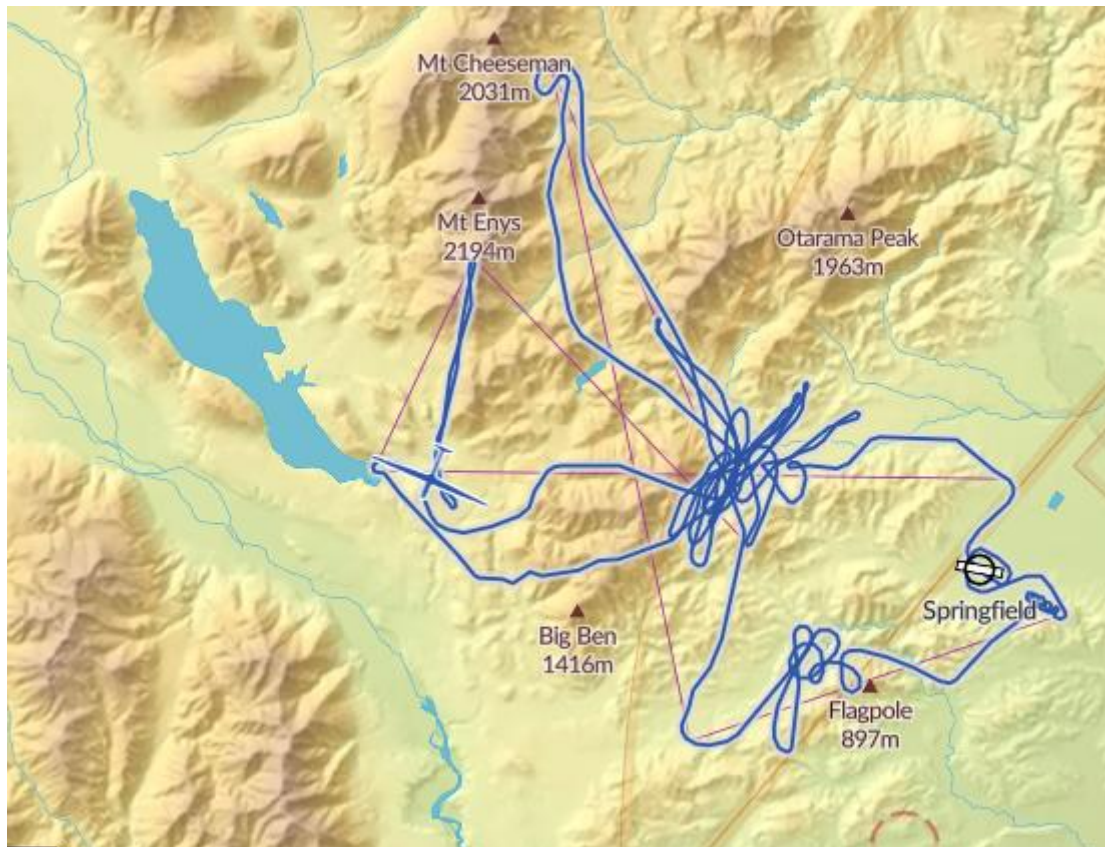 Mt Cheeseman
2031m
Mt Enys
2194m
Otarama Peak
1963m
Springfield
Big Ben
1416m
Flagpole
897m